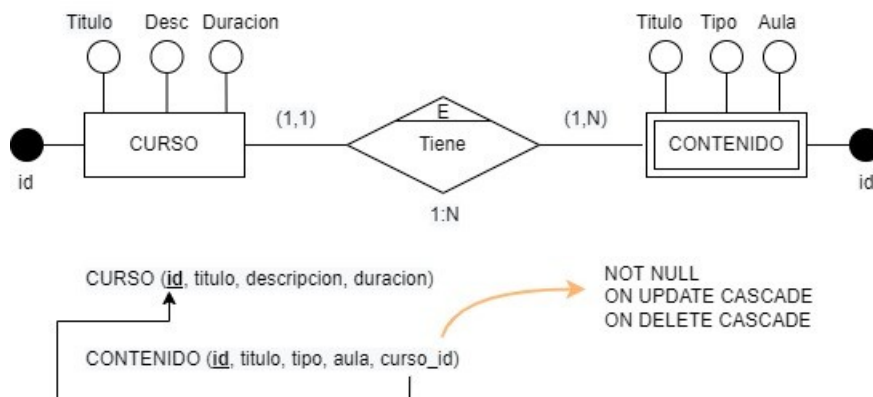 Titulo Desc Duracion
Titulo Tipo Aula
CURSO
(1,1)
E
Tiene
(1,N)
CONTENIDO
id
id
1:N
CURSO (id, titulo, descripcion, duracion)
NOT NULL
ON UPDATE CASCADE
ON DELETE CASCADE
CONTENIDO (id, titulo, tipo, aula, curso_id)